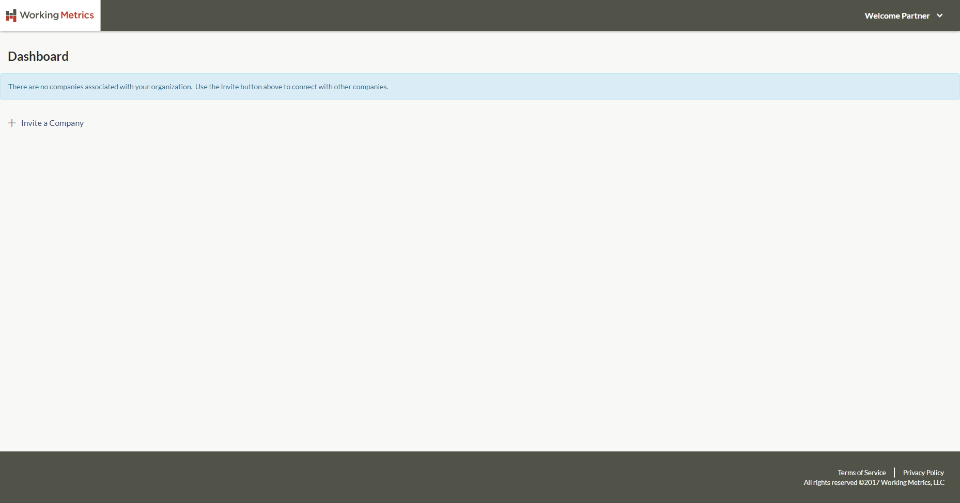 Working Metrics
Welcome Partner
Dashboard
There are no companies associated with your organization. Use the Invite button above to connect with other companies.
Invite a Company
Terms of Service
Privacy Policy
All rights reserved ©2017 Working Metrics, LLC